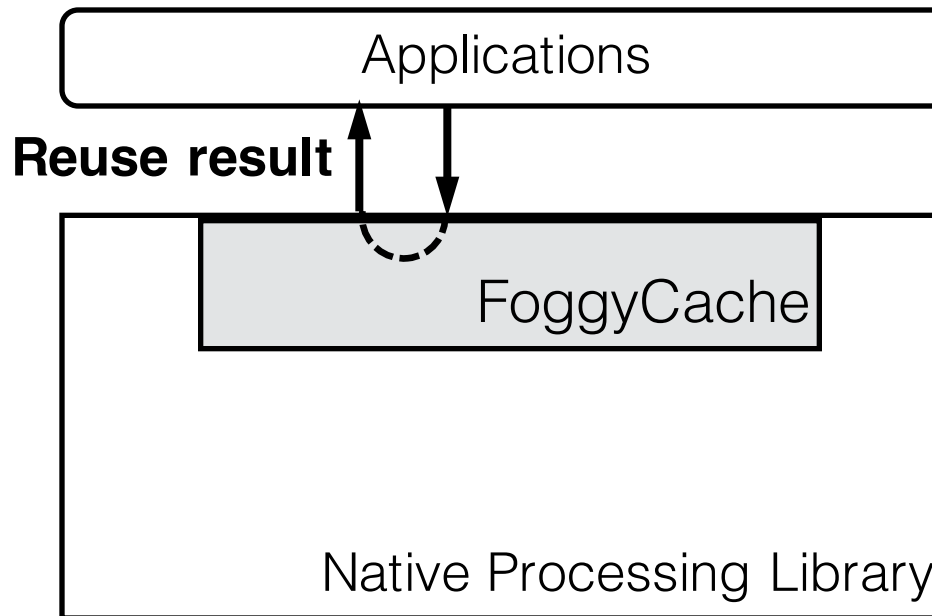 Applications
Reuse result
FoggyCache
Native Processing Library